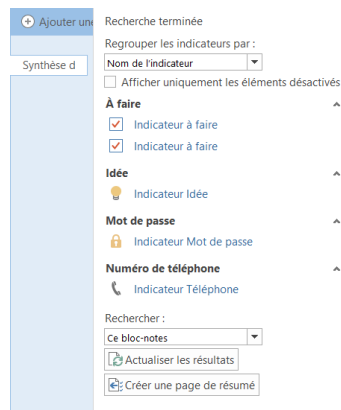 Ajouter une
Recherche terminée
Regrouper les indicateurs par :
Nom de l'indicateur
Synthèse d
Afficher uniquement les éléments désactivés
À faire
Indicateur à faire
Indicateur à faire
Idée
Indicateur Idée
Mot de passe
Indicateur Mot de passe
Numéro de téléphone
Indicateur Téléphone
Rechercher :
Ce bloc-notes
Actualiser les résultats
Créer une page de résumé